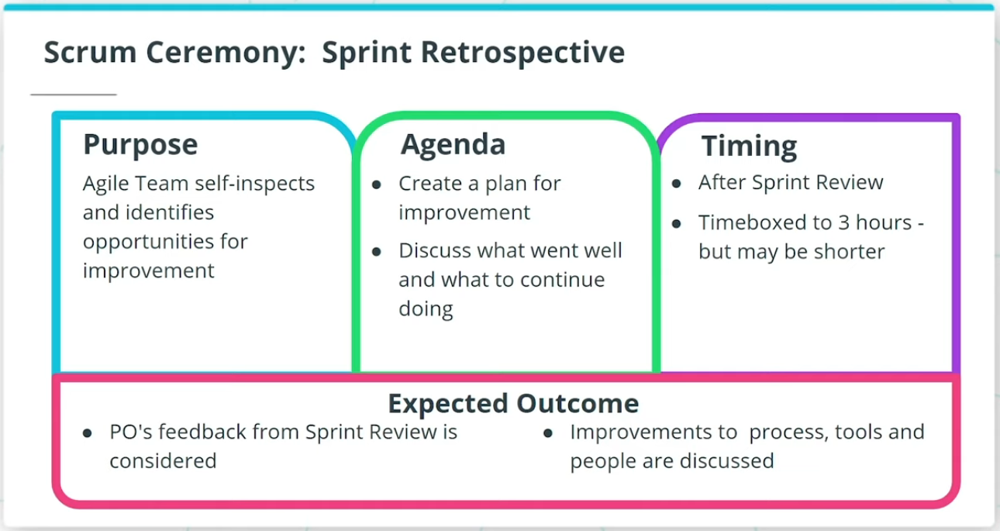 Scrum Ceremony:  Sprint Retrospective
Purpose
Agile Team self-inspects
and identifies
opportunities for
improvement
Agenda
● Create a plan for
improvement
● Discuss what went well
and what to continue
doing
Timing
● After Sprint Review
● Timeboxed to 3 hours -
but may be shorter
Expected Outcome
● PO's feedback from Sprint Review is
considered
● Improvements to  process, tools and
people are discussed